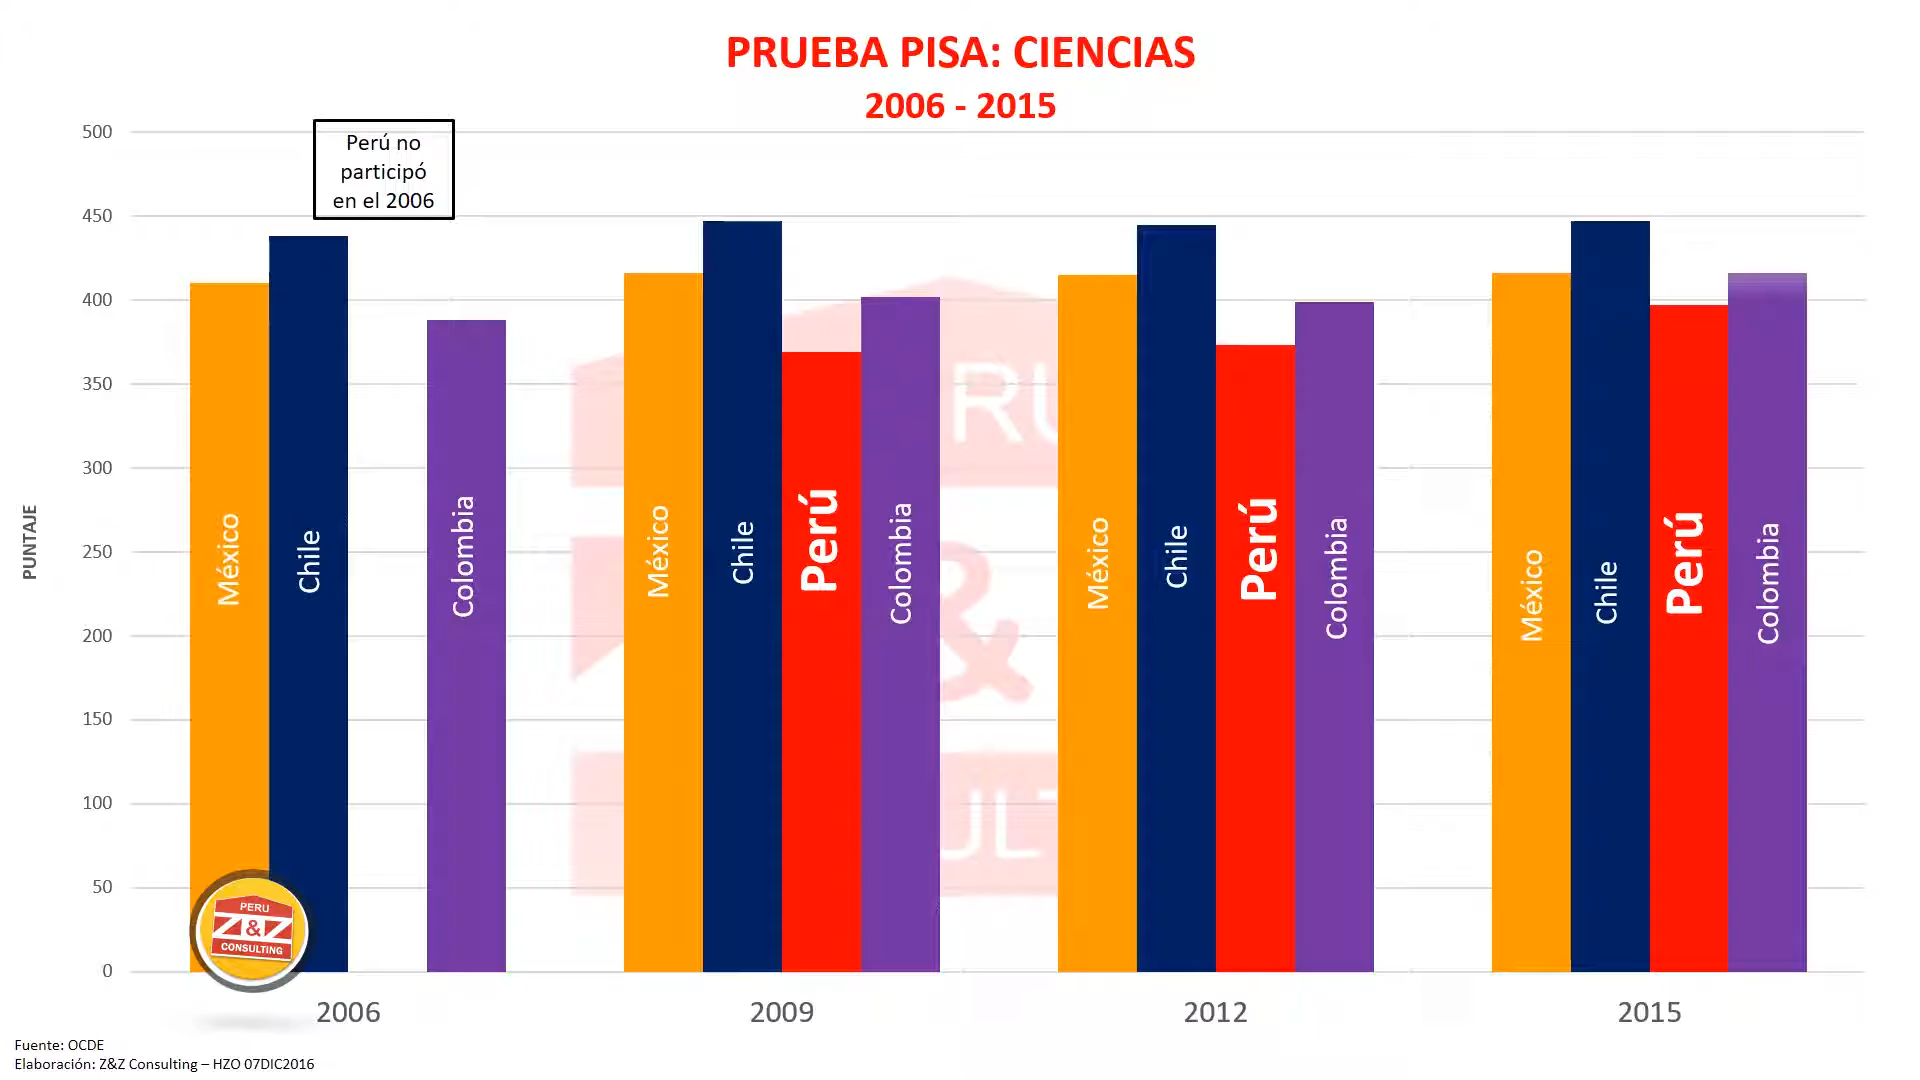 PRUEBA PISA: CIENCIAS
2006 - 2015
500
450
400
350
300
250
200
150
100
50
0
PUNTAJE
Perú no
participó
en el 2006
México
Chile
Colombia
México
Chile
Perú
Colombia
México
Chile
Perú
Colombia
México
Chile
Perú
Colombia
RU
&
ULT
PERU
Z&Z
CONSULTING
2006
2009
2012
2015
Fuente: OCDE
Elaboración: Z&Z Consulting – HZO 07DIC2016